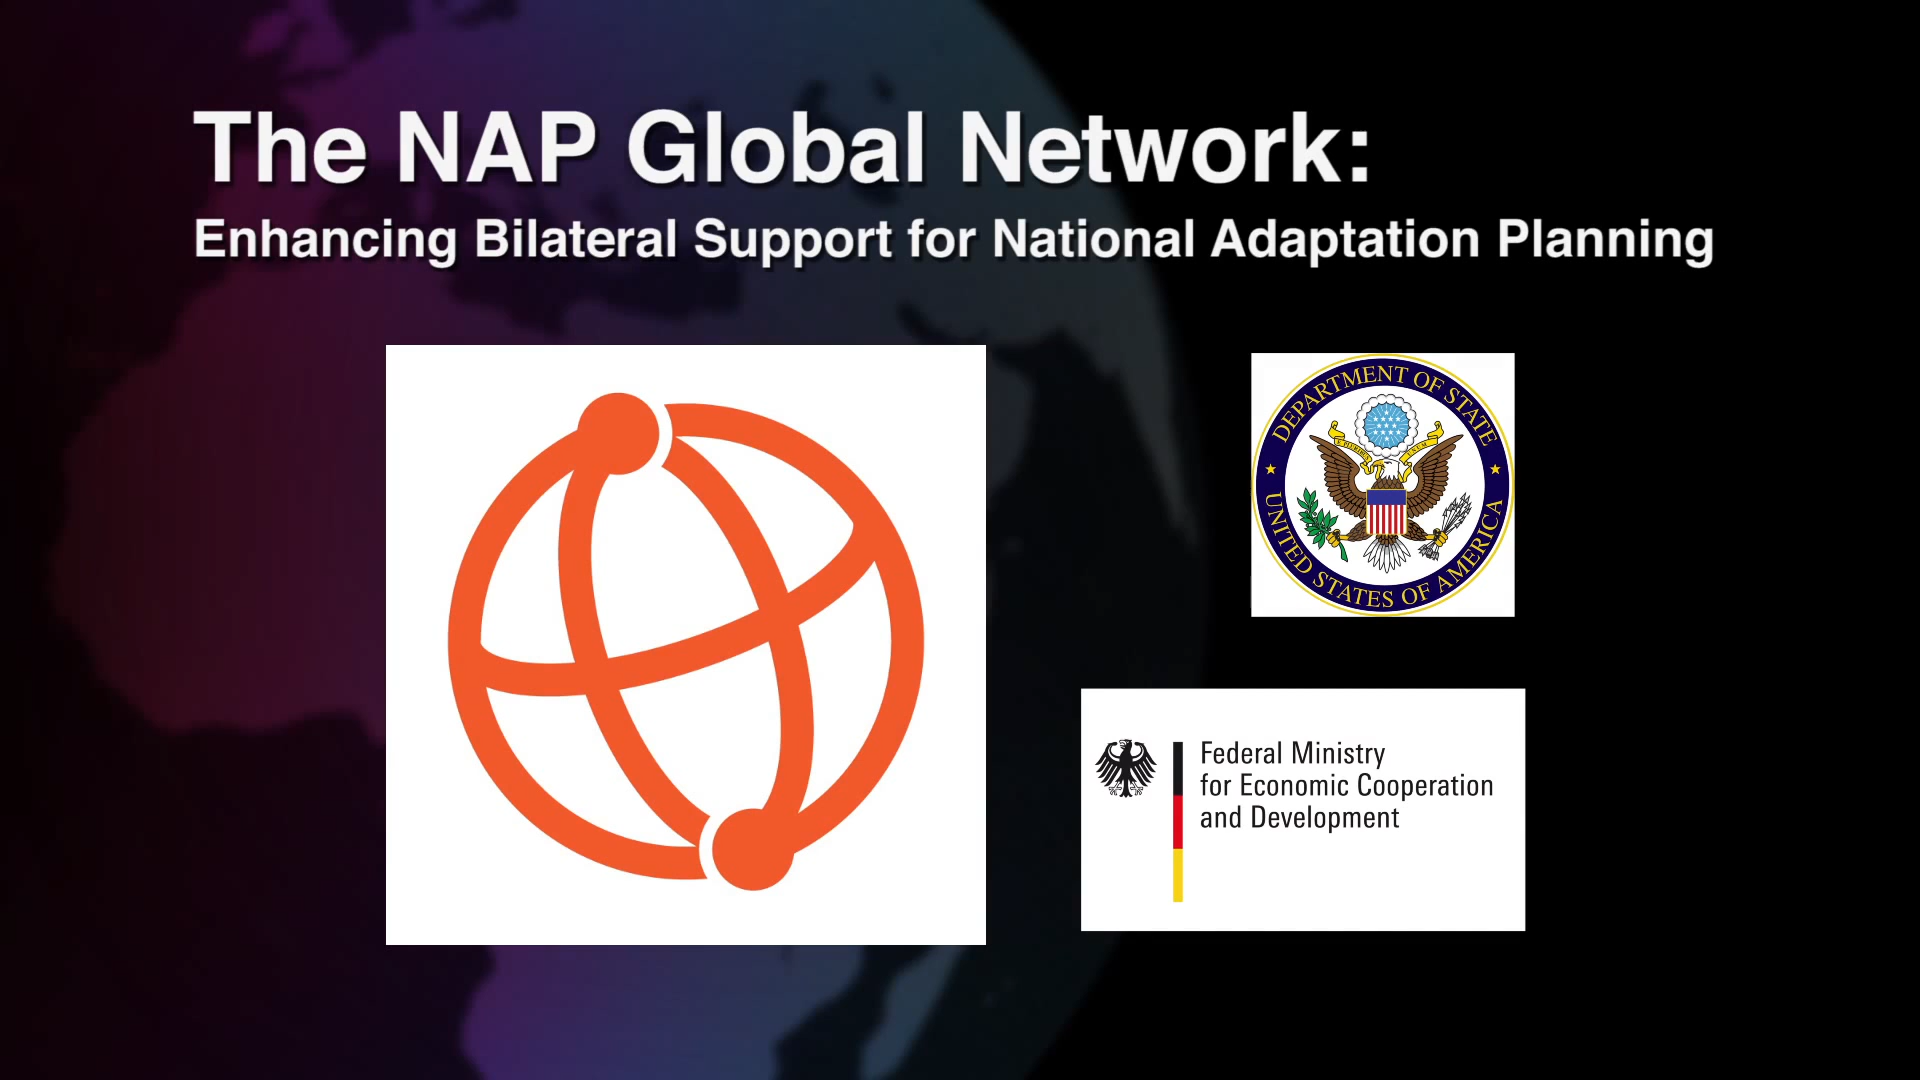 The NAP Global Network:
Enhancing Bilateral Support for National Adaptation Planning
DEPARTMENT OF STATE
UNITED STATES OF AMERICA
Federal Ministry
for Economic Cooperation
and Development